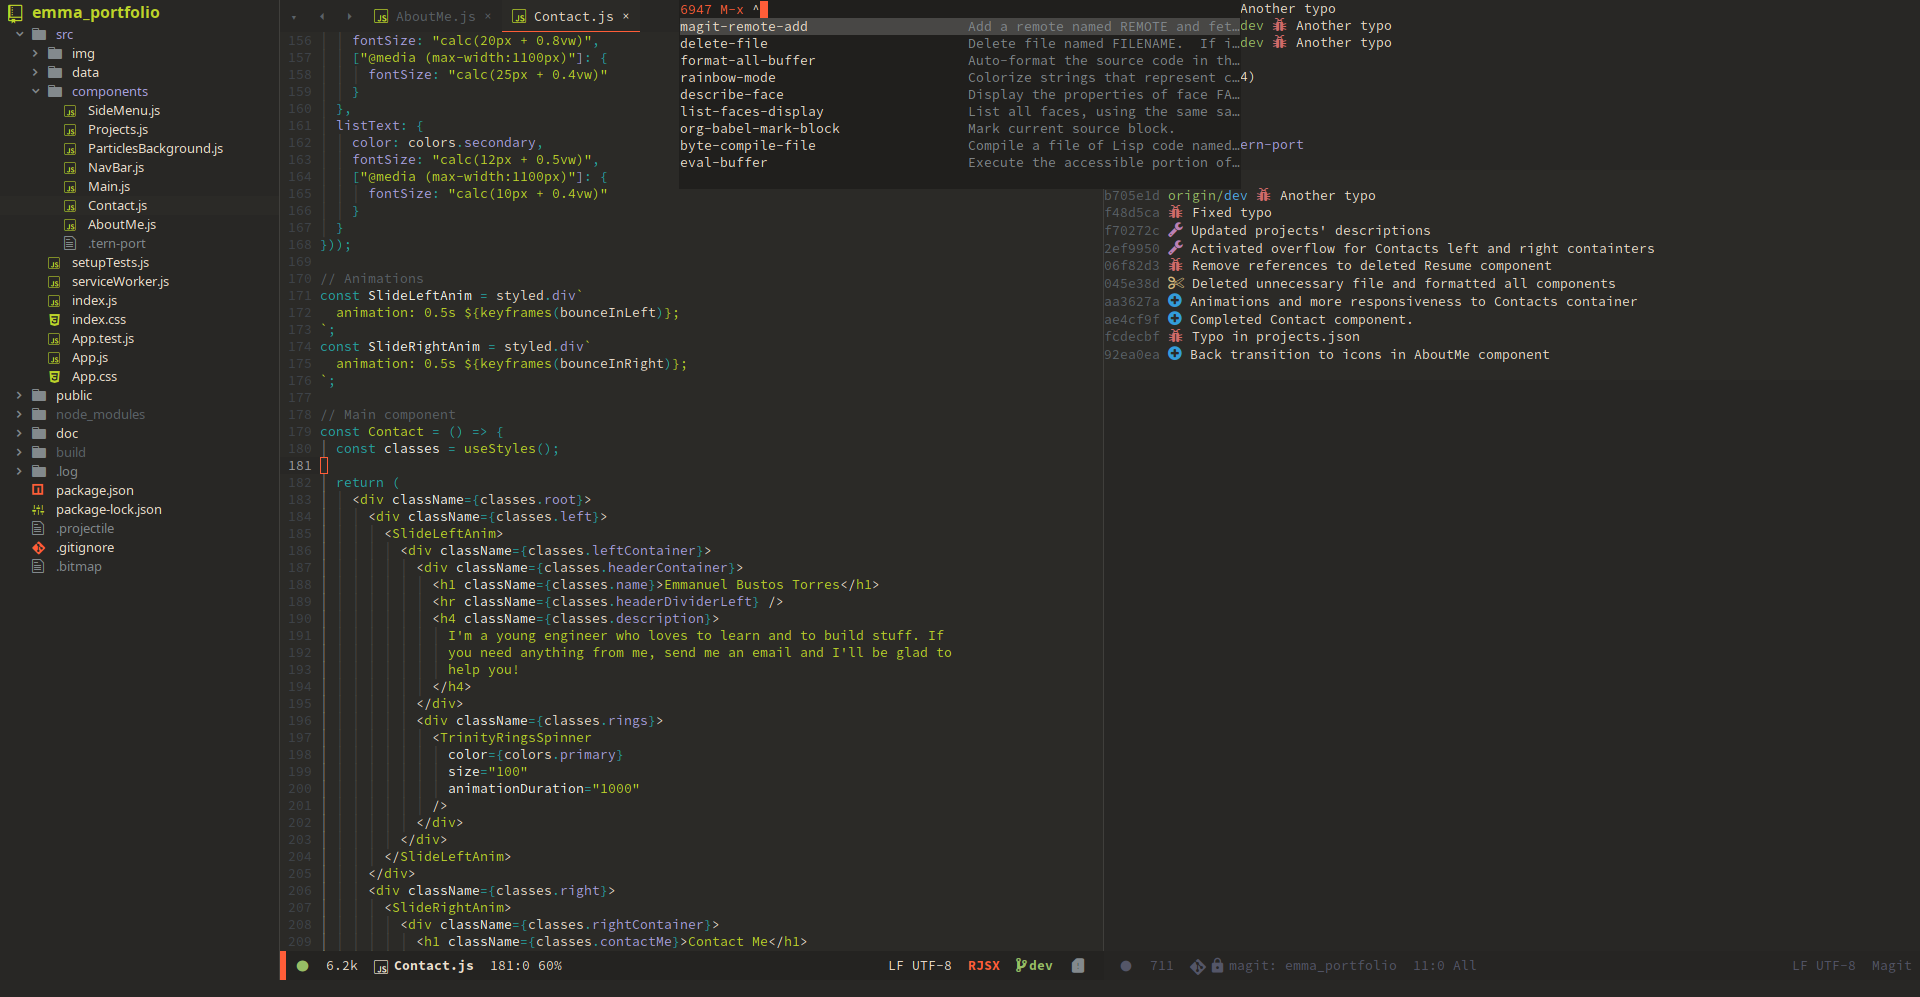 emma_portfolio
src
img
data
components
SideMenu.js
Projects.js
ParticlesBackground.js
NavBar.js
Main.js
Contact.js
AboutMe.js
.tern-port
setupTests.js
serviceWorker.js
index.js
index.css
App.test.js
App.js
App.css
public
node_modules
doc
build
.log
package.json
package-lock.json
.projectile
.gitignore
.bitmap
AboutMe.js ×
Contact.js ×
156 fontSize: "calc(20px + 0.8vw)",
157 ["@media (max-width:1100px)"]: {
158 fontSize: "calc(25px + 0.4vw)"
159 }
160 },
161 listText: {
162 color: colors.secondary,
163 fontSize: "calc(12px + 0.5vw)",
164 ["@media (max-width:1100px)"]: {
165 fontSize: "calc(10px + 0.4vw)"
166 }
167 }
168 }));
169
170 // Animations
171 const SlideLeftAnim = styled.div`
172 animation: 0.5s ${keyframes(bounceInLeft)};
173 `;
174 const SlideRightAnim = styled.div`
175 animation: 0.5s ${keyframes(bounceInRight)};
176 `;
177
178 // Main component
179 const Contact = () => {
180 const classes = useStyles();
181
182 return (
183 <div className={classes.root}>
184 <div className={classes.left}>
185 <SlideLeftAnim>
186 <div className={classes.leftContainer}>
187 <div className={classes.headerContainer}>
188 <h1 className={classes.name}>Emmanuel Bustos Torres</h1>
189 <hr className={classes.headerDividerLeft} />
190 <h4 className={classes.description}>
191 I'm a young engineer who loves to learn and to build stuff. If
192 you need anything from me, send me an email and I'll be glad to
193 help you!
194 </h4>
195 </div>
196 <div className={classes.rings}>
197 <TrinityRingsSpinner
198 color={colors.primary}
199 size="100"
200 animationDuration="1000"
201 />
202 </div>
203 </div>
204 </SlideLeftAnim>
205 </div>
206 <div className={classes.right}>
207 <SlideRightAnim>
208 <div className={classes.rightContainer}>
209 <h1 className={classes.contactMe}>Contact Me</h1>
6.2k Contact.js 181:0 60% LF UTF-8 RJSX dev
6947 M-x ^
magit-remote-add Add a remote named REMOTE and fet…
delete-file Delete file named FILENAME. If i…
format-all-buffer Auto-format the source code in th…
rainbow-mode Colorize strings that represent c…
describe-face Display the properties of face FA…
list-faces-display List all faces, using the same sa…
org-babel-mark-block Mark current source block.
byte-compile-file Compile a file of Lisp code named…
eval-buffer Execute the accessible portion of…
Another typo
dev Another typo
dev Another typo
4)
ern-port
b705e1d origin/dev Another typo
f48d5ca Fixed typo
f70272c Updated projects' descriptions
2ef9950 Activated overflow for Contacts left and right containters
06f82d3 Remove references to deleted Resume component
045e38d Deleted unnecessary file and formatted all components
aa3627a Animations and more responsiveness to Contacts container
ae4cf9f Completed Contact component.
fcdecbf Typo in projects.json
92ea0ea Back transition to icons in AboutMe component
711 magit: emma_portfolio 11:0 All LF UTF-8 Magit